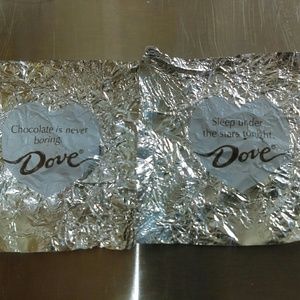 Chocolate is never
boring.
Dove
Sleep under
the stars tonight.
Dove